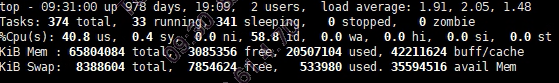 top - 09:31:00 up 978 days, 19:09, 2 users, load average: 1.91, 2.05, 1.48
Tasks: 374 total, 33 running, 341 sleeping, 0 stopped, 0 zombie
%Cpu(s): 40.8 us, 0.4 sy, 0.0 ni, 58.8 id, 0.0 wa, 0.0 hi, 0.0 si, 0.0 st
KiB Mem : 65804084 total, 3085356 free, 20507104 used, 42211624 buff/cache
KiB Swap: 8388604 total, 7854624 free, 533980 used. 35594516 avail Mem